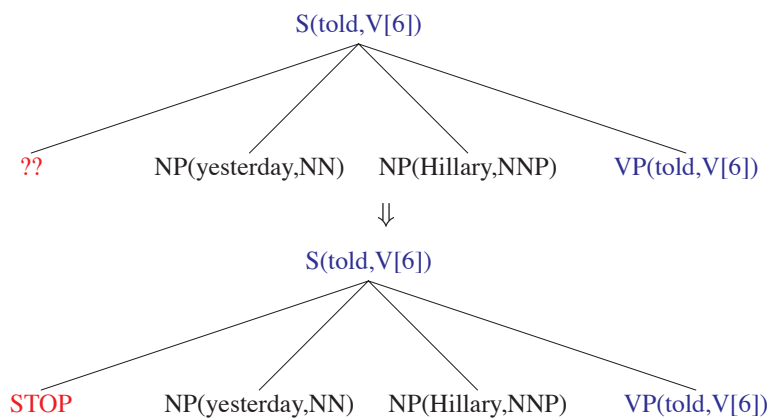 S(told,V[6])
?? NP(yesterday,NN) NP(Hillary,NNP) VP(told,V[6])
⇓
S(told,V[6])
STOP NP(yesterday,NN) NP(Hillary,NNP) VP(told,V[6])